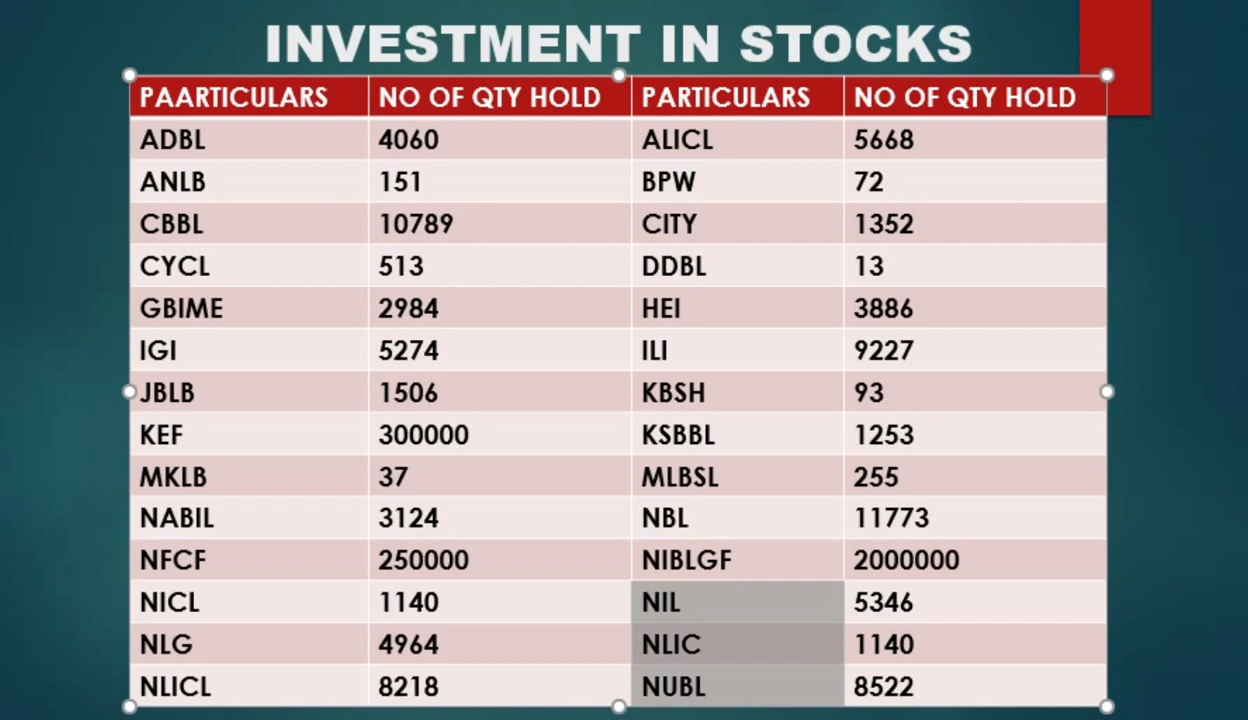 INVESTMENT IN STOCKS
PAARTICULARS NO OF QTY HOLD PARTICULARS NO OF QTY HOLD
ADBL 4060 ALICL 5668
ANLB 151 BPW 72
CBBL 10789 CITY 1352
CYCL 513 DDBL 13
GBIME 2984 HEI 3886
IGI 5274 ILI 9227
JBLB 1506 KBSH 93
KEF 300000 KSBBL 1253
MKLB 37 MLBSL 255
NABIL 3124 NBL 11773
NFCF 250000 NIBLGF 2000000
NICL 1140 NIL 5346
NLG 4964 NLIC 1140
NLICL 8218 NUBL 8522